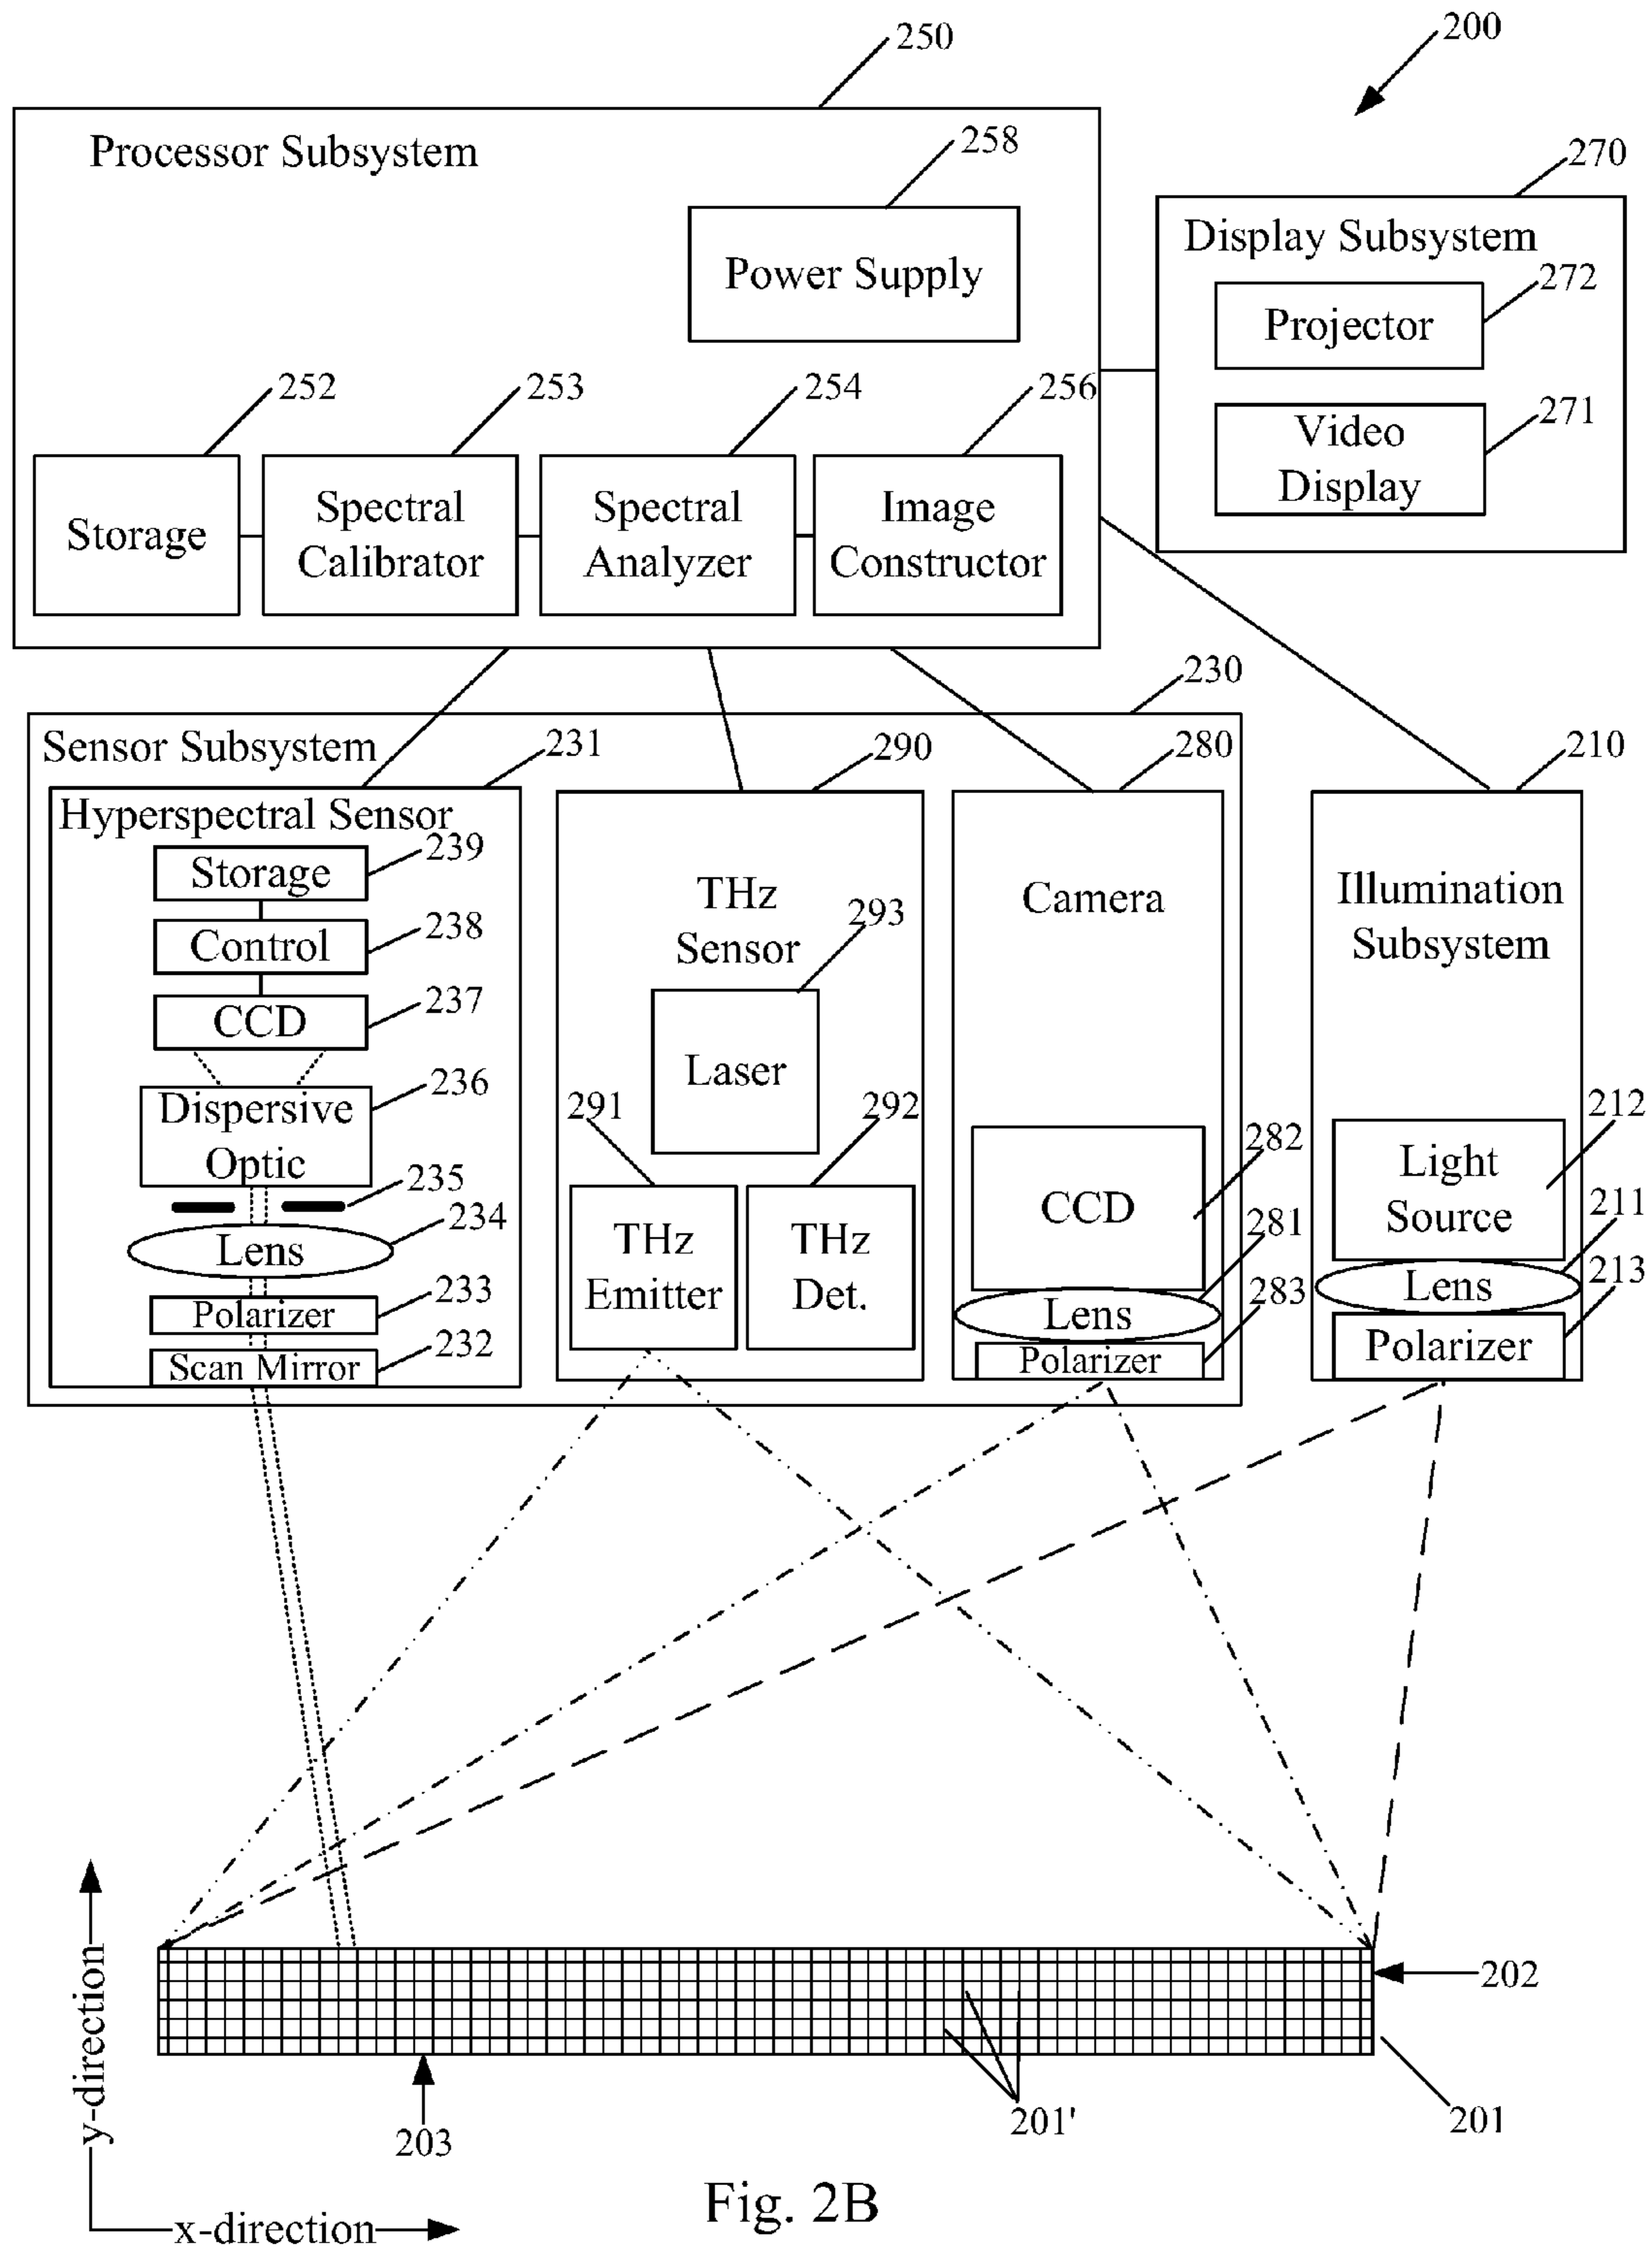 200
250
Processor Subsystem
258
Power Supply
270
Display Subsystem
272
Projector
271
Video
Display
252
Storage
253
Spectral
Calibrator
254
Spectral
Analyzer
256
Image
Constructor
230
Sensor Subsystem
231
Hyperspectral Sensor
239
Storage
238
Control
237
CCD
236
Dispersive
Optic
235
234
Lens
233
Polarizer
232
Scan Mirror
290
THz
Sensor
293
Laser
291
THz
Emitter
292
THz
Det.
280
Camera
282
CCD
281
Lens
283
Polarizer
210
Illumination
Subsystem
212
Light
Source
211
Lens
213
Polarizer
202
201
201'
203
y-direction
x-direction
Fig. 2B